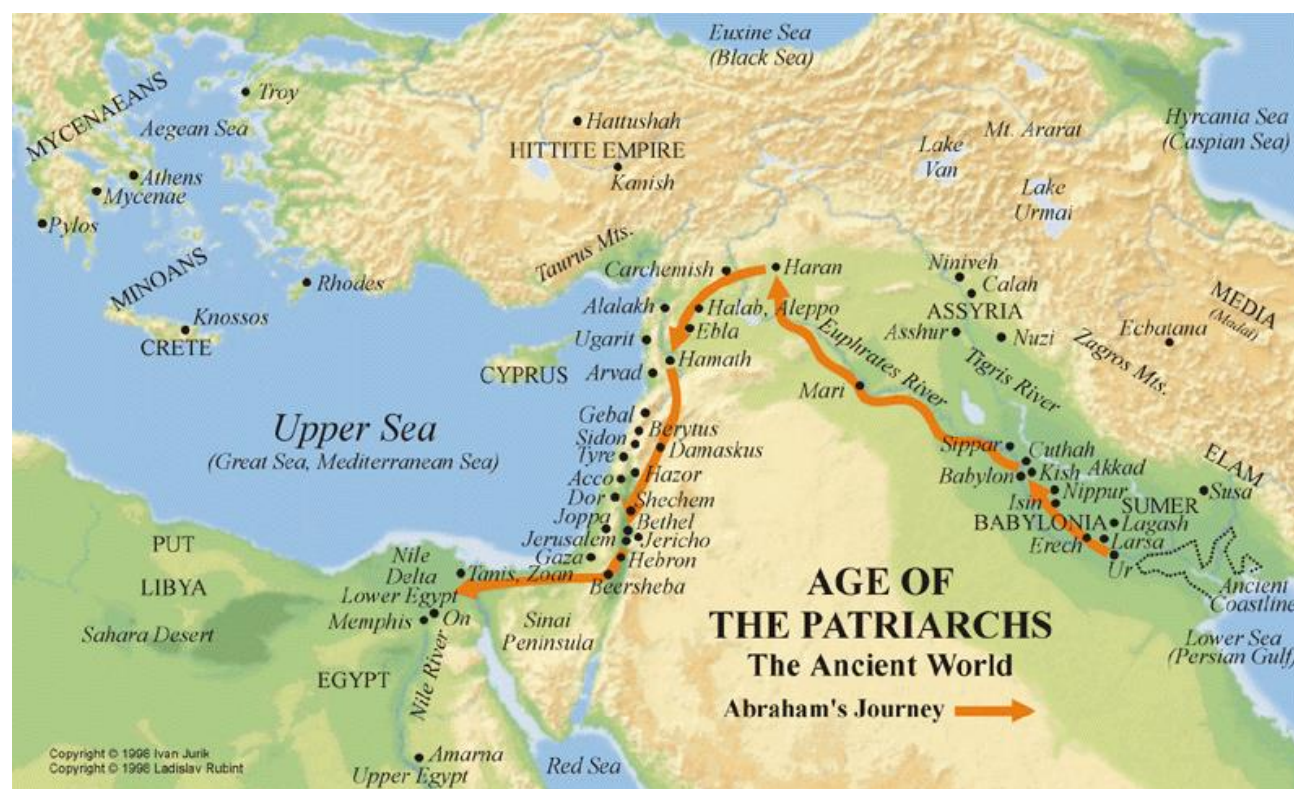 Euxine Sea
(Black Sea)
Troy
MYCENAEANS
Aegean Sea
Hattushah
HITTITE EMPIRE
Kanish
Lake
Van
Mt. Ararat
Hyrcania Sea
(Caspian Sea)
Athens
Mycenae
Pylos
Lake
Urmai
MINOANS
Rhodes
Taurus Mts.
Carchemish
Haran
Niniveh
Calah
ASSYRIA
MEDIA
(Madai)
Knossos
CRETE
Alalakh
Halab, Aleppo
Ugarit
Ebla
Euphrates River
Asshur
Nuzi
Ecbatana
Zagros Mts.
CYPRUS
Hamath
Arvad
Tigris River
Mari
Upper Sea
(Great Sea, Mediterranean Sea)
Gebal
Berytus
Sidon
Damaskus
Tyre
Sippar
Cuthah
Hazor
Acco
Babylon
Kish
Akkad
ELAM
Dor
Shechem
Isin
Nippur
SUMER
Susa
Joppa
Bethel
BABYLONIA
Lagash
Jerusalem
Jericho
Erech
Larsa
PUT
LIBYA
Sahara Desert
Nile
Delta
Tanis, Zoan
Lower Egypt
Gaza
Hebron
Beersheba
Ur
Ancient
Coastline
Memphis
On
Sinai
Peninsula
AGE OF
THE PATRIARCHS
The Ancient World
Abraham's Journey
Lower Sea
(Persian Gulf)
EGYPT
Nile River
Amarna
Upper Egypt
Red Sea
Copyright © 1998 Ivan Jurik
Copyright © 1998 Ladislav Rubint